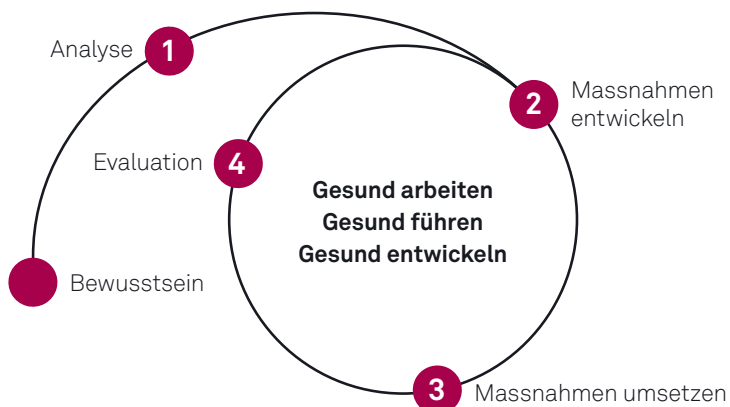 Analyse 1
2 Massnahmen
entwickeln
Evaluation 4
Gesund arbeiten
Gesund führen
Gesund entwickeln
Bewusstsein
3 Massnahmen umsetzen